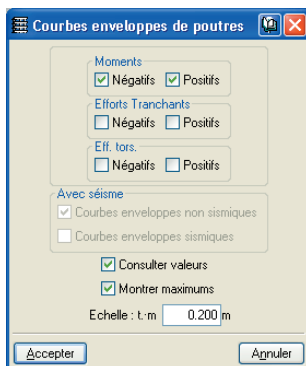 Courbes enveloppes de poutres
Moments
Négatifs Positifs
Efforts Tranchants
Négatifs Positifs
Eff. tors.
Négatifs Positifs
Avec séisme
Courbes enveloppes non sismiques
Courbes enveloppes sismiques
Consulter valeurs
Montrer maximums
Echelle : t.·m 0.200 m
Accepter Annuler